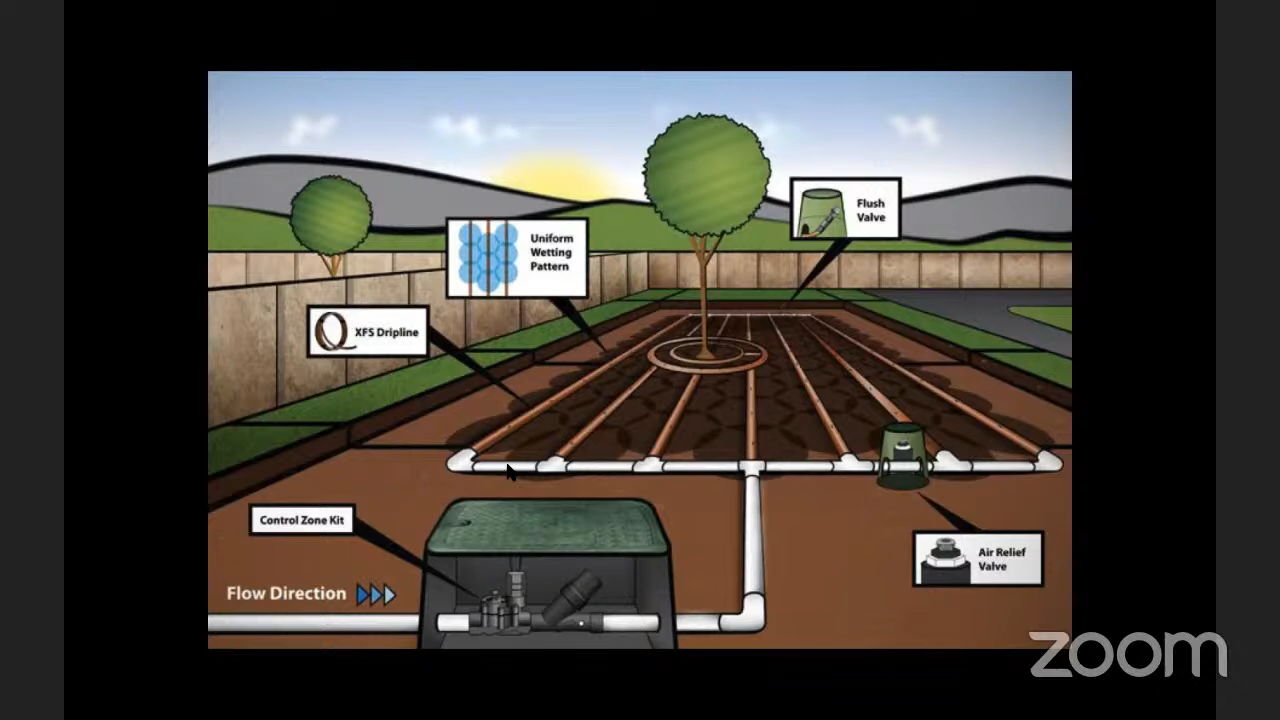 Flush
Valve
Uniform
Wetting
Pattern
XFS Dripline
Control Zone Kit
Air Relief
Valve
Flow Direction
zoom